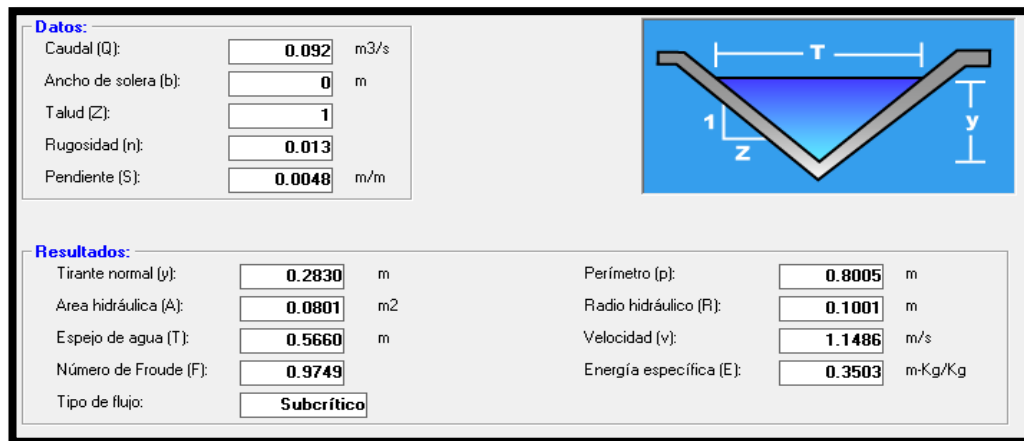 Datos:
Caudal (Q): 0.092 m3/s
Ancho de solera (b): 0 m
Talud (Z): 1
Rugosidad (n): 0.013
Pendiente (S): 0.0048 m/m
T
1
Z
y
Resultados:
Tirante normal (y): 0.2830 m Perímetro (p): 0.8005 m
Area hidráulica (A): 0.0801 m2 Radio hidráulico (R): 0.1001 m
Espejo de agua (T): 0.5660 m Velocidad (v): 1.1486 m/s
Número de Froude (F): 0.9749 Energía específica (E): 0.3503 m-Kg/Kg
Tipo de flujo: Subcrítico